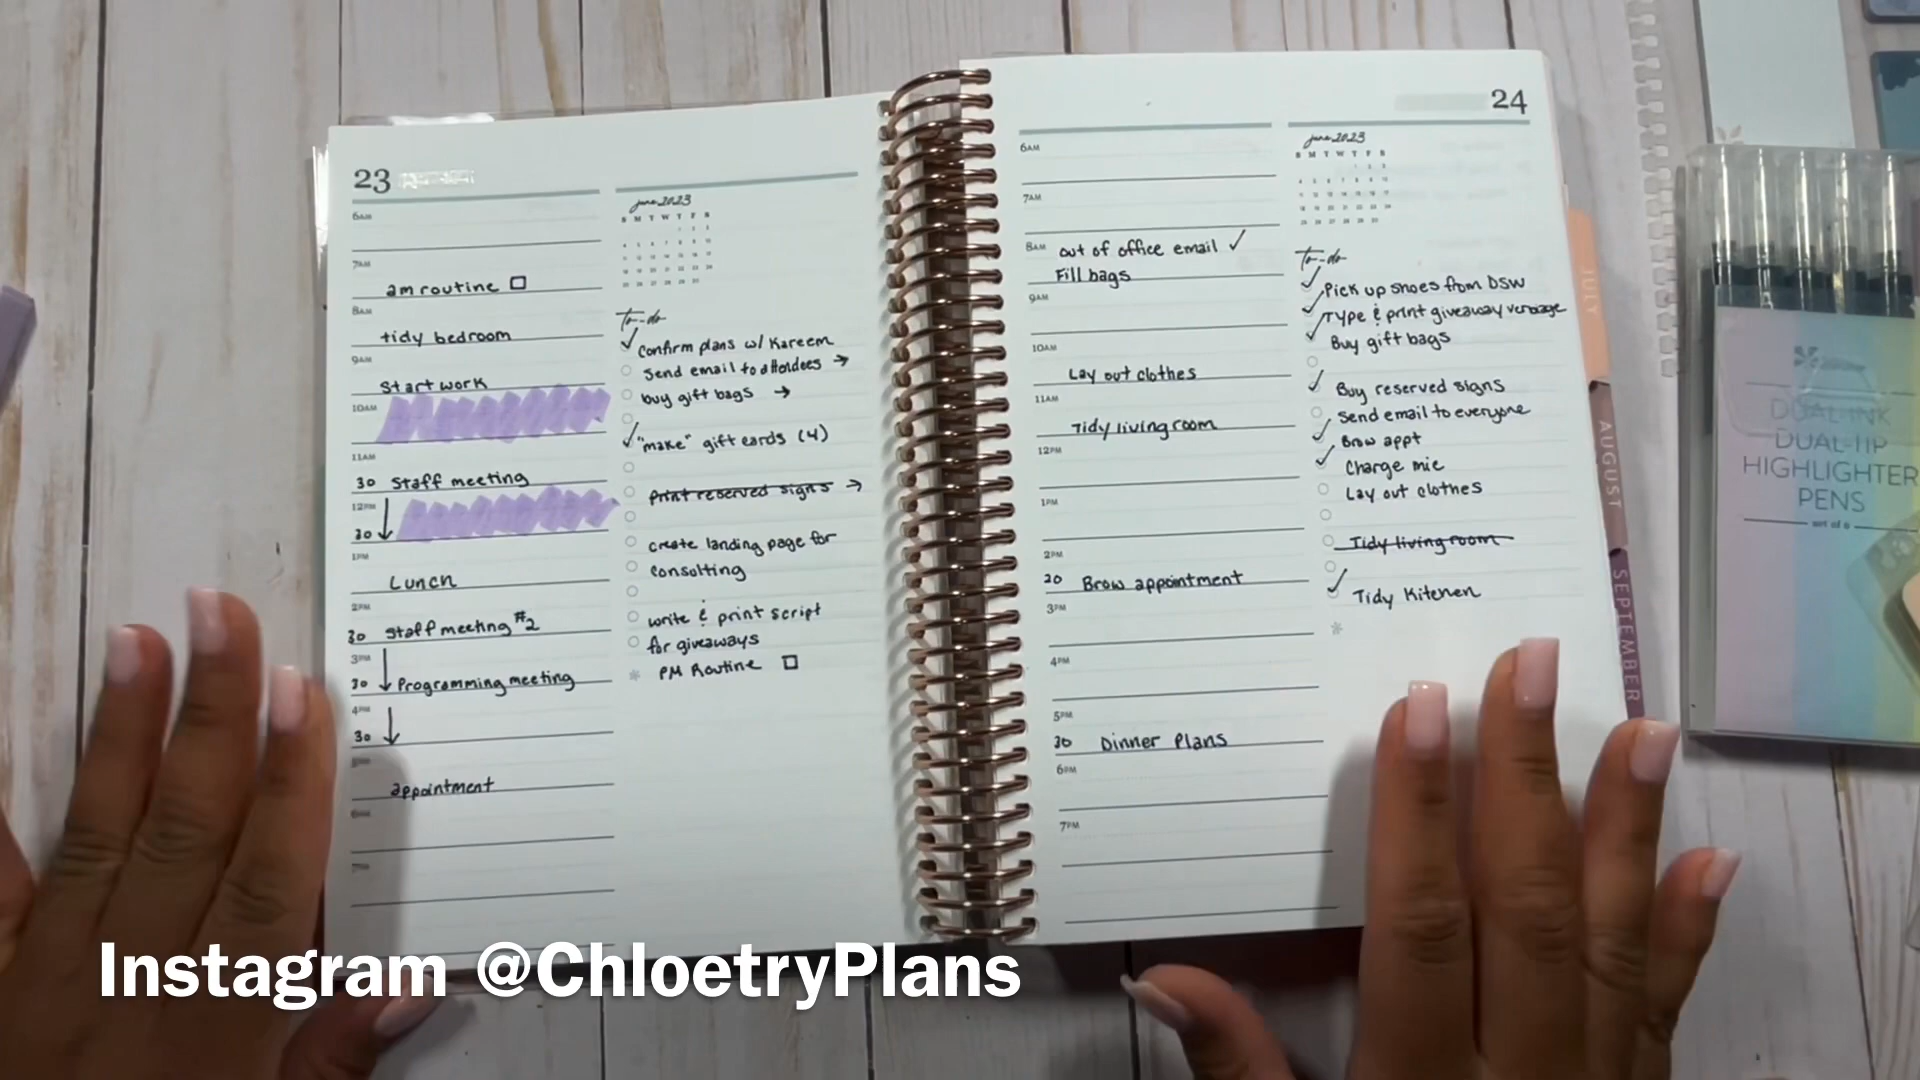 23
june 2023
S M T W T F S
6AM
7AM
am routine
8AM
tidy bedroom
9AM
Start work
10AM
11AM
30 Staff meeting
12PM
30
1PM
Lunch
2PM
30 Staff meeting #2
3PM
30 Programming meeting
4PM
30
5PM
appointment
6PM
7PM
to-do
Confirm plans w/ Kareem
Send email to attendees →
buy gift bags →
"make" gift cards (4)
print reserved signs →
create landing page for
consulting
write & print script
for giveaways
PM Routine
24
june 2023
S M T W T F S
6AM
7AM
8AM out of office email ✓
Fill bags
9AM
10AM
Lay out clothes
11AM
Tidy living room
12PM
1PM
2PM
20 Brow appointment
3PM
4PM
5PM
30 Dinner Plans
6PM
7PM
to-do
Pick up shoes from DSW
Type & print giveaway verbage
Buy gift bags
Buy reserved signs
Send email to everyone
Brow appt
Charge mic
Lay out clothes
Tidy living room
Tidy Kitchen
JULY
AUGUST
SEPTEMBER
DUAL-INK
DUAL-TIP
HIGHLIGHTER
PENS
set of 6
Instagram @ChloetryPlans